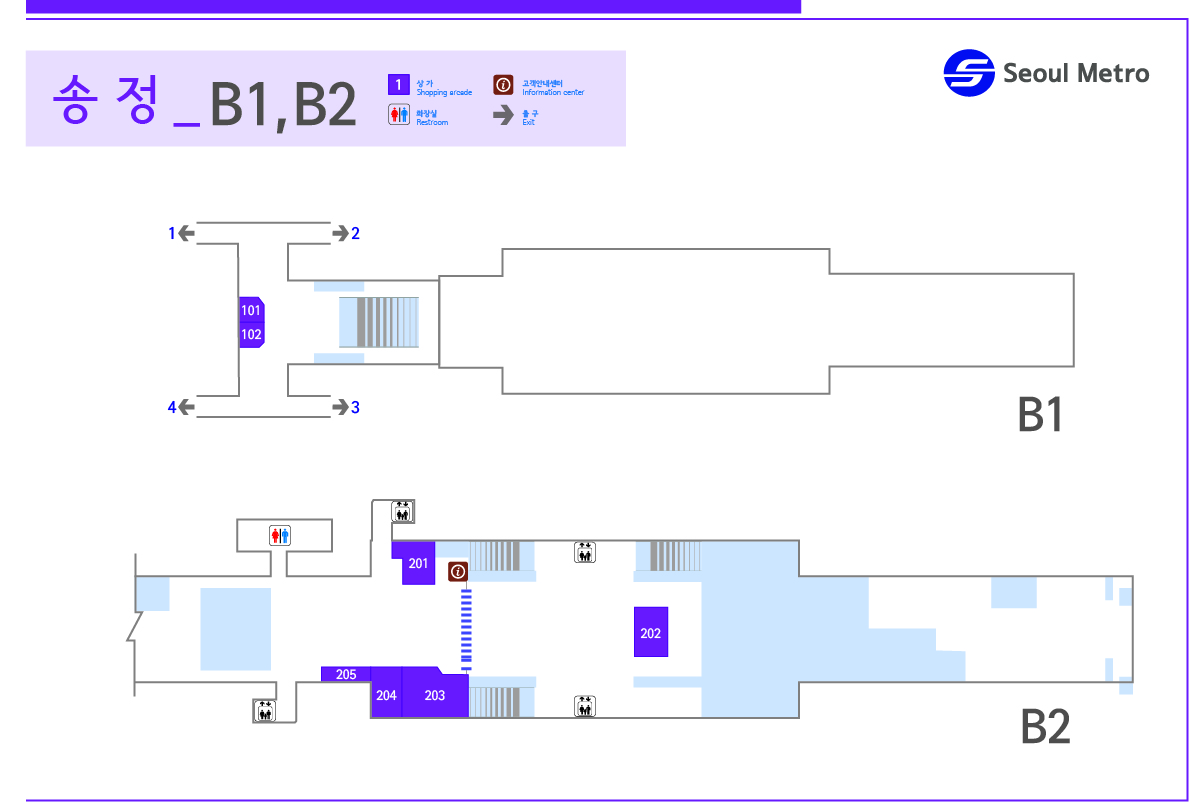 송 정 _ B1,B2
1 상 가
Shopping arcade
고객안내센터
Information center
화장실
Restroom
출 구
Exit
Seoul Metro
1
2
101
102
4
3
B1
201
202
205
204
203
B2